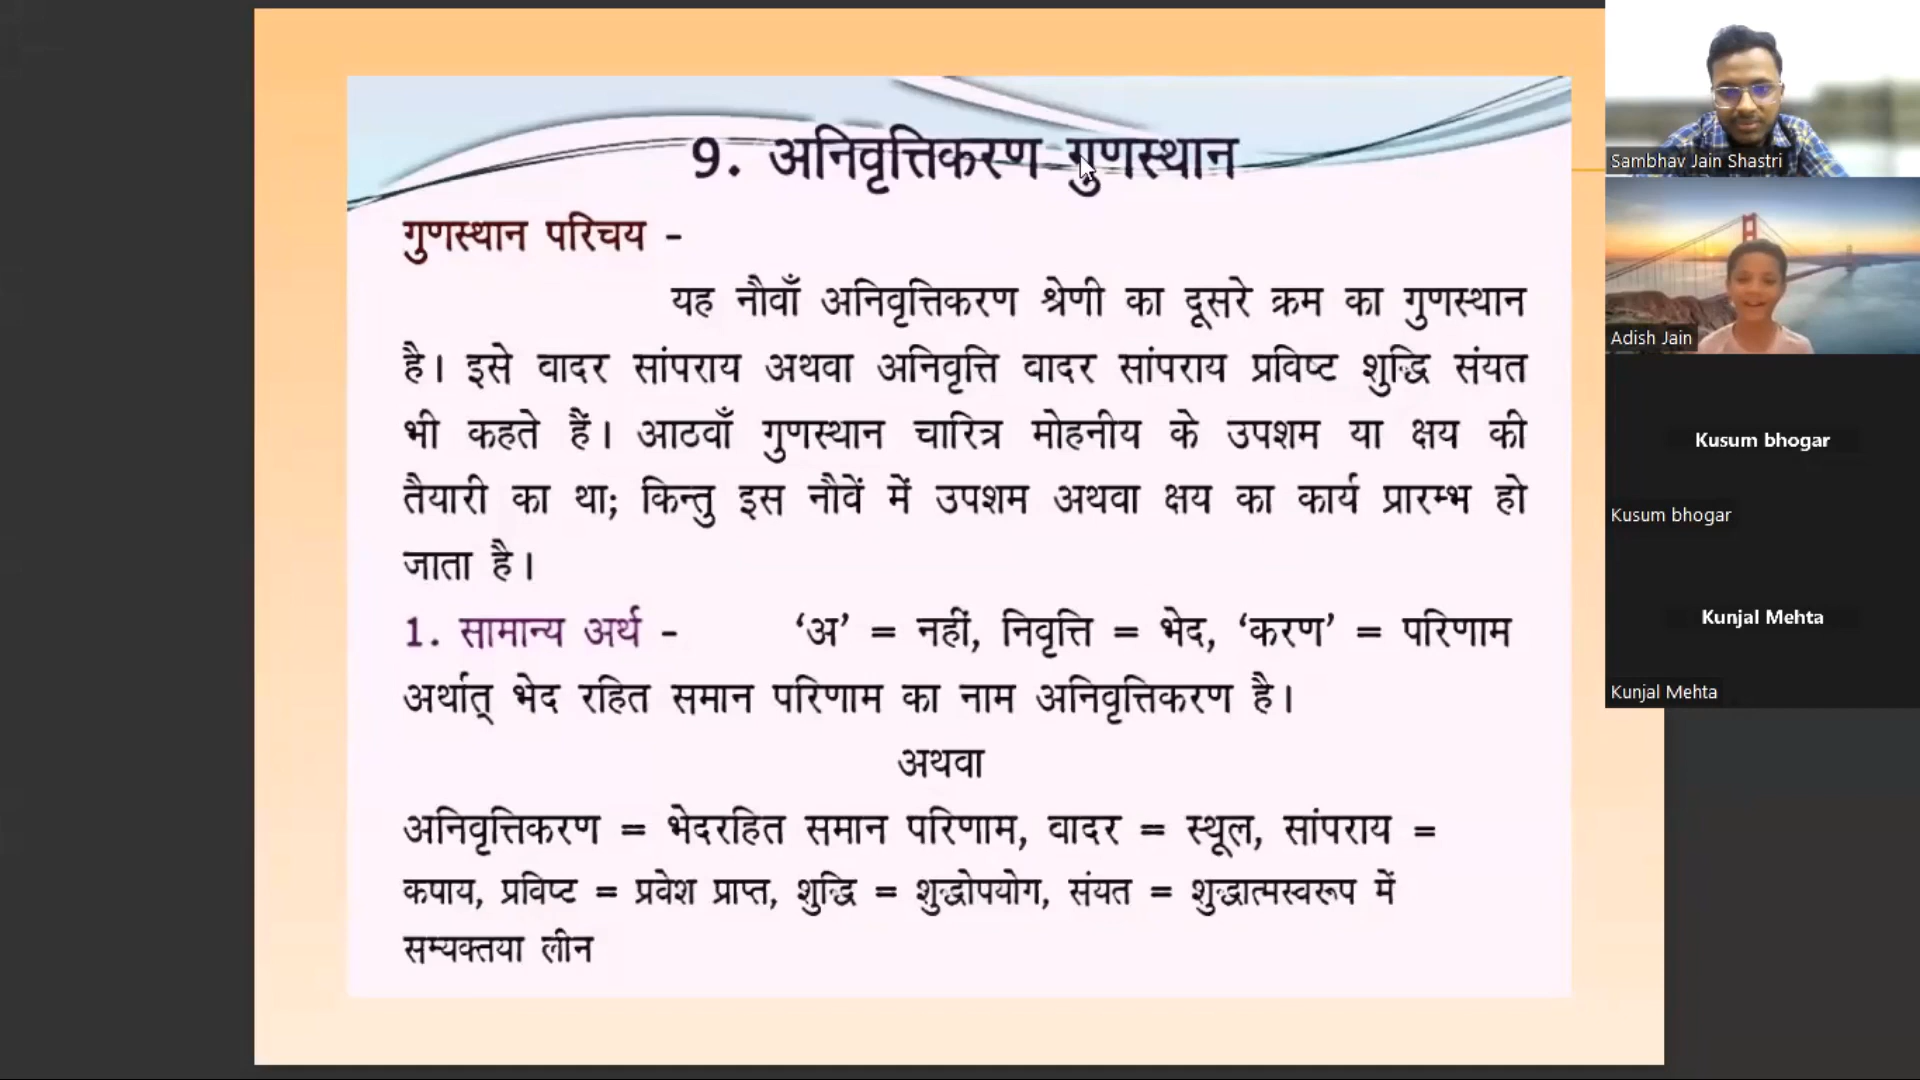 9. अनिवृत्तिकरण गुणस्थान
गुणस्थान परिचय -
यह नौवाँ अनिवृत्तिकरण श्रेणी का दूसरे क्रम का गुणस्थान
है। इसे वादर सांपराय अथवा अनिवृत्ति वादर सांपराय प्रविष्ट शुद्धि संयत
भी कहते हैं। आठवाँ गुणस्थान चारित्र मोहनीय के उपशम या क्षय की
तैयारी का था; किन्तु इस नौवें में उपशम अथवा क्षय का कार्य प्रारम्भ हो
जाता है।
1. सामान्य अर्थ - ‘अ’ = नहीं, निवृत्ति = भेद, ‘करण’ = परिणाम
अर्थात् भेद रहित समान परिणाम का नाम अनिवृत्तिकरण है।
अथवा
अनिवृत्तिकरण = भेदरहित समान परिणाम, वादर = स्थूल, सांपराय =
कषाय, प्रविष्ट = प्रवेश प्राप्त, शुद्धि = शुद्धोपयोग, संयत = शुद्धात्मस्वरूप में
सम्यक्तया लीन
Sambhav Jain Shastri
Adish Jain
Kusum bhogar
Kusum bhogar
Kunjal Mehta
Kunjal Mehta